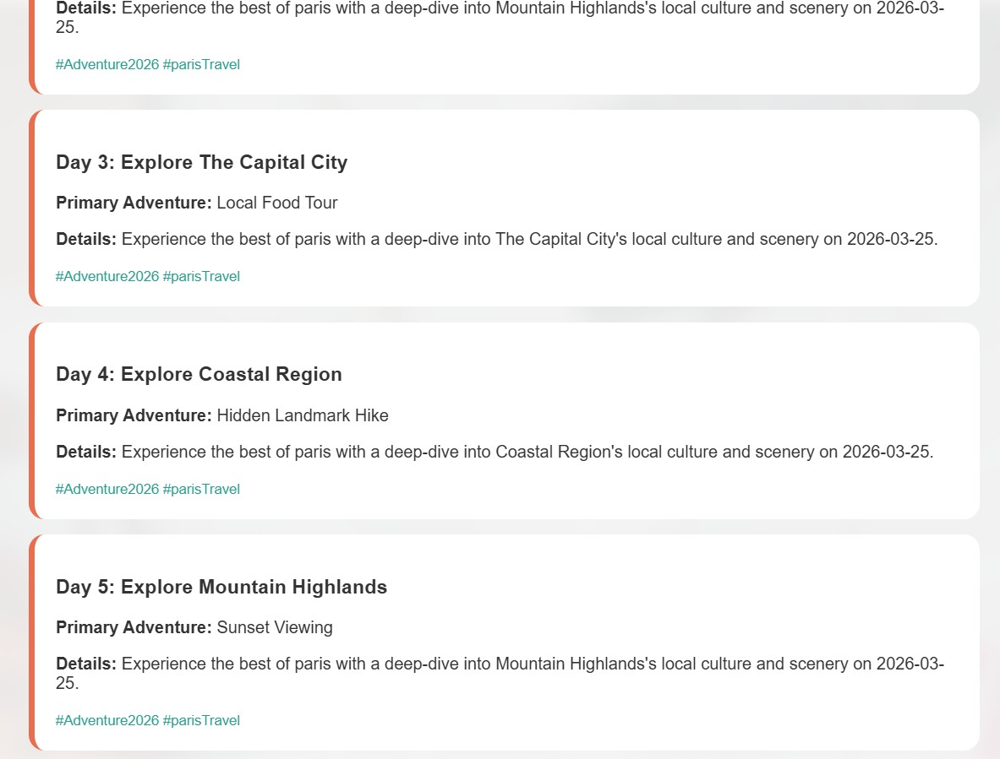 Details: Experience the best of paris with a deep-dive into Mountain Highlands's local culture and scenery on 2026-03-
25.
#Adventure2026 #parisTravel
Day 3: Explore The Capital City
Primary Adventure: Local Food Tour
Details: Experience the best of paris with a deep-dive into The Capital City's local culture and scenery on 2026-03-25.
#Adventure2026 #parisTravel
Day 4: Explore Coastal Region
Primary Adventure: Hidden Landmark Hike
Details: Experience the best of paris with a deep-dive into Coastal Region's local culture and scenery on 2026-03-25.
#Adventure2026 #parisTravel
Day 5: Explore Mountain Highlands
Primary Adventure: Sunset Viewing
Details: Experience the best of paris with a deep-dive into Mountain Highlands's local culture and scenery on 2026-03-
25.
#Adventure2026 #parisTravel